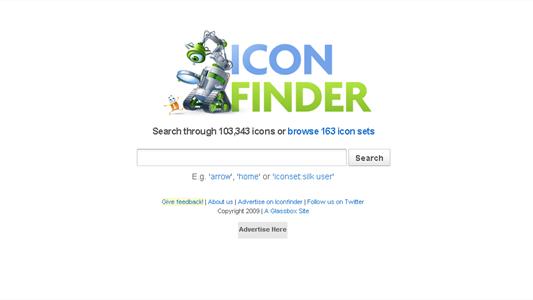 ICON
FINDER
Search through 103,343 icons or browse 163 icon sets
Search
E.g. 'arrow', 'home' or 'iconset:silk user'
Give feedback! | About us | Advertise on Iconfinder | Follow us on Twitter
Copyright 2009 | A Glassbox Site
Advertise Here